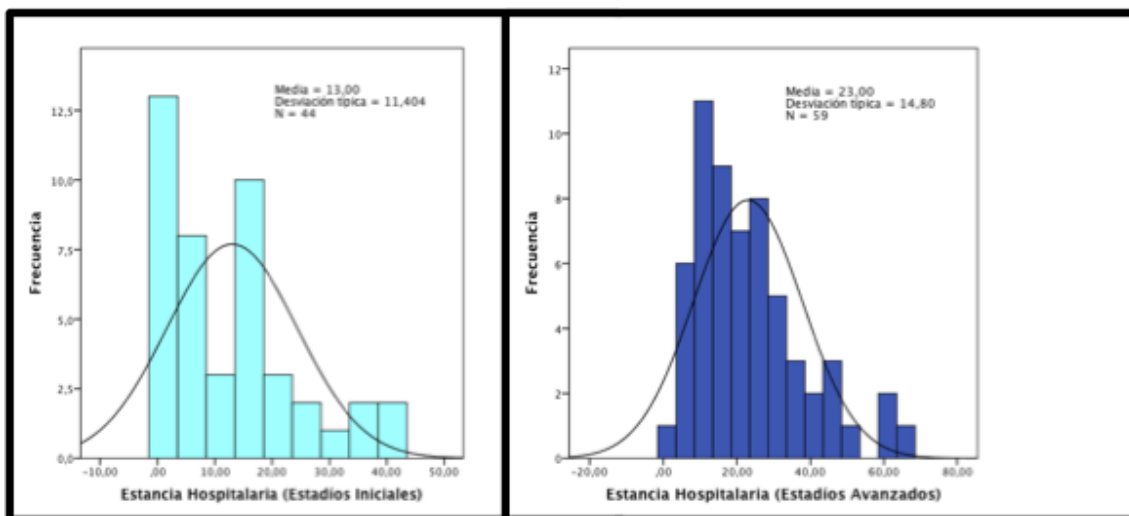 Media = 13,00
Desviación típica = 11,404
N = 44
Frecuencia
12,5
10,0
7,5
5,0
2,5
0,0
-10,00 ,00 10,00 20,00 30,00 40,00 50,00
Estancia Hospitalaria (Estadíos Iniciales)
Media = 23,00
Desviación típica = 14,80
N = 59
Frecuencia
12
10
8
6
4
2
0
-20,00 ,00 20,00 40,00 60,00 80,00
Estancia Hospitalaria (Estadíos Avanzados)